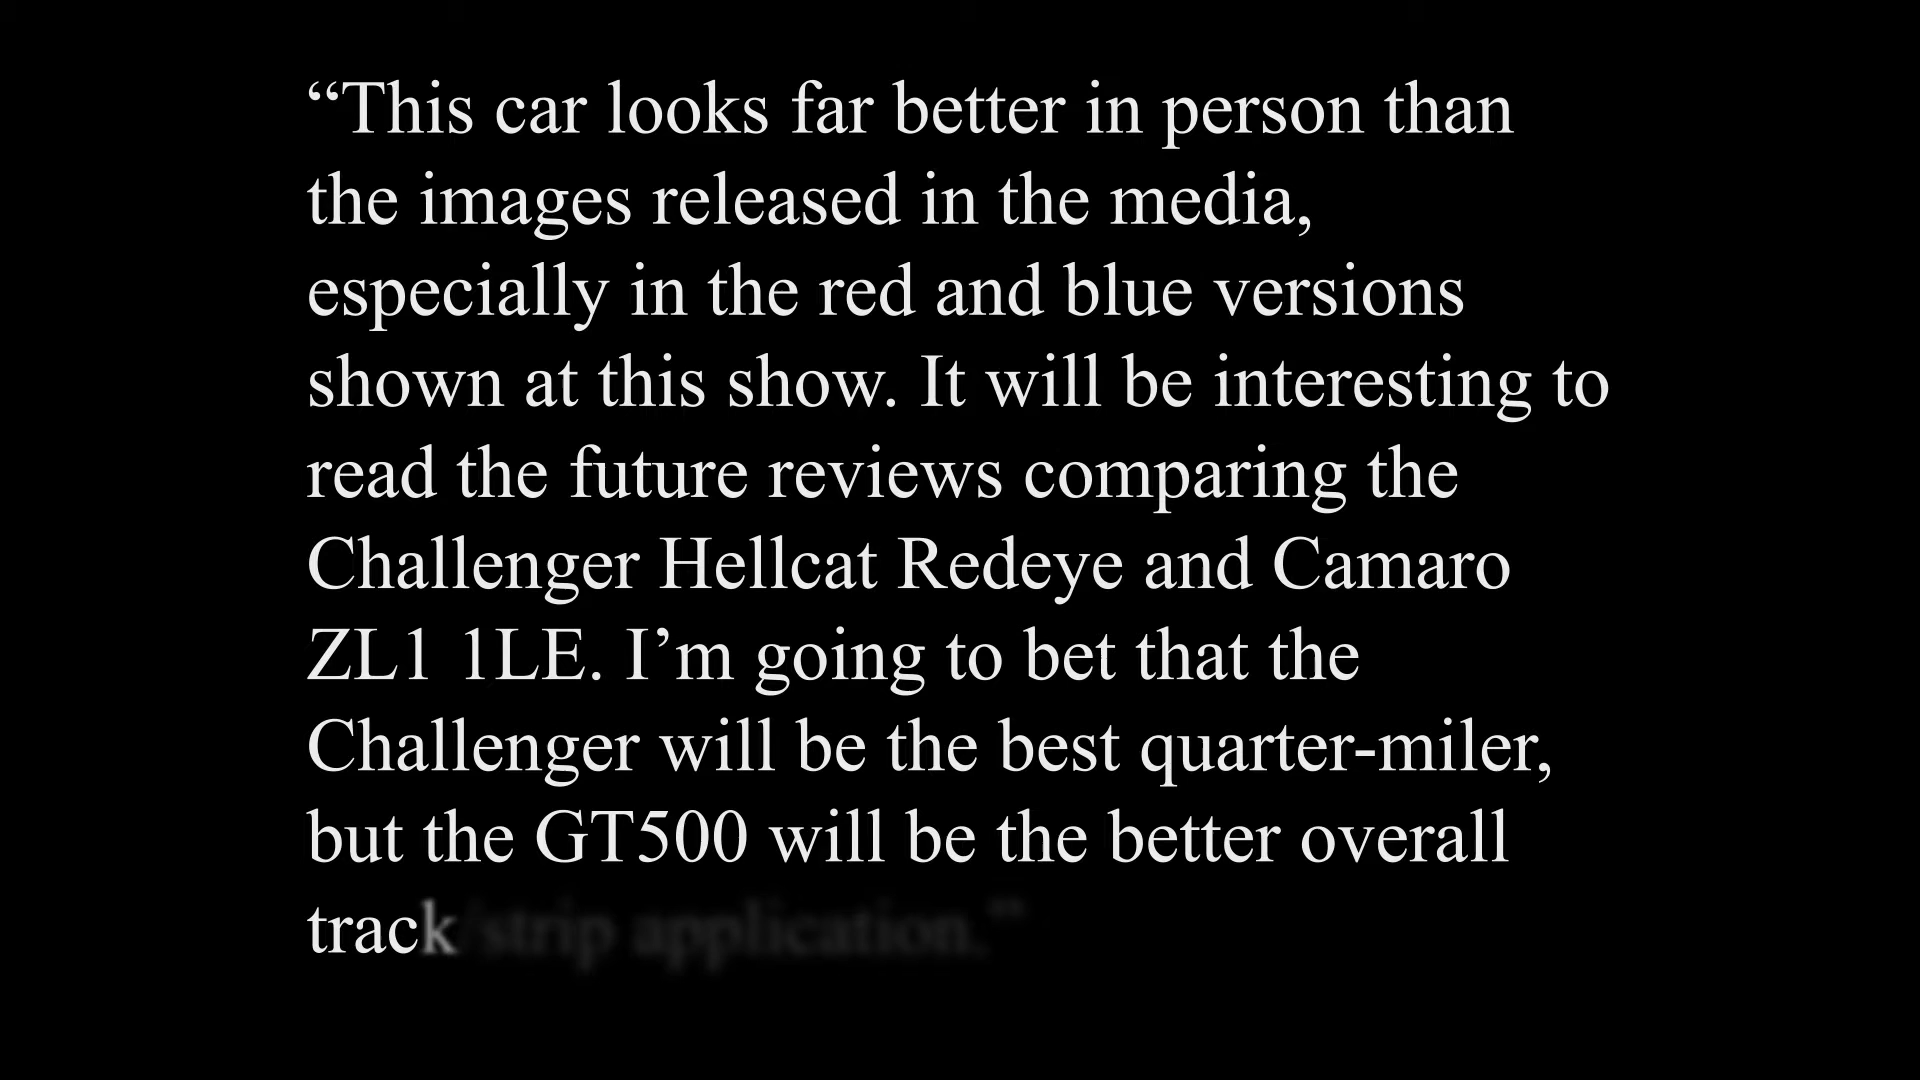 “This car looks far better in person than
the images released in the media,
especially in the red and blue versions
shown at this show. It will be interesting to
read the future reviews comparing the
Challenger Hellcat Redeye and Camaro
ZL1 1LE. I’m going to bet that the
Challenger will be the best quarter-miler,
but the GT500 will be the better overall
track/strip application.”